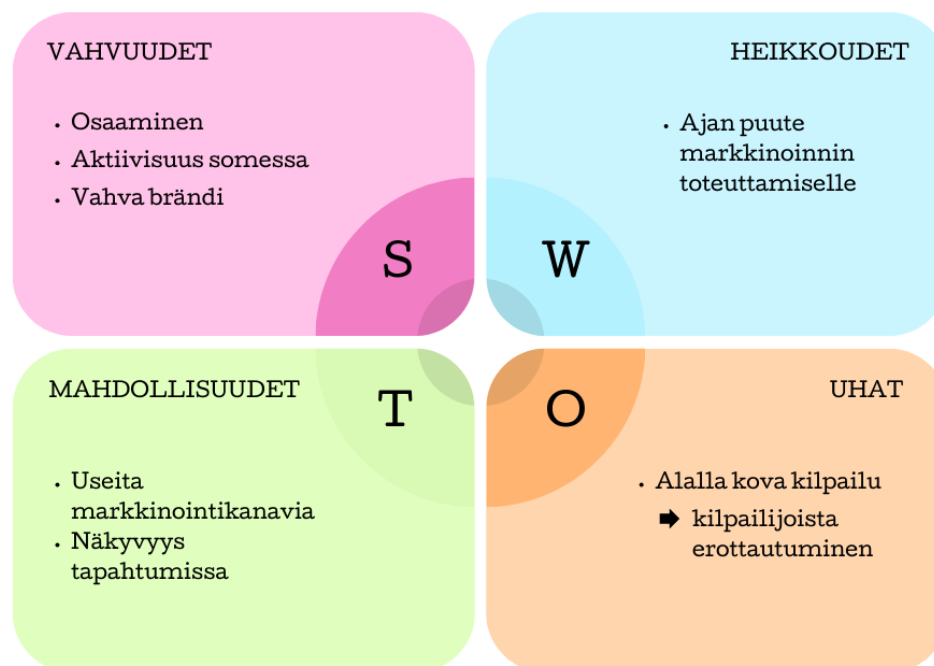 VAHVUUDET
• Osaaminen
• Aktiivisuus somessa
• Vahva brändi
S
HEIKKOUDET
• Ajan puute
markkinoinnin
toteuttamiselle
W
MAHDOLLISUUDET
• Useita
markkinointikanavia
• Näkyvyys
tapahtumissa
T
UHAT
• Alalla kova kilpailu
➡ kilpailijoista
erottautuminen
O